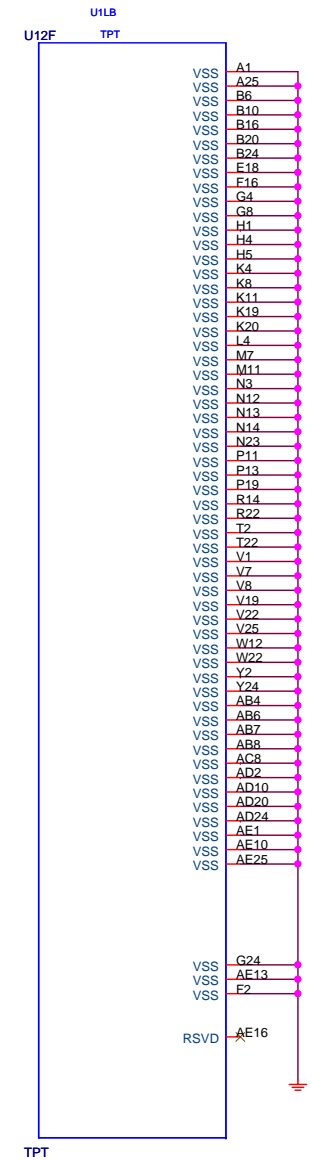 U1LB
U12F TPT
VSS A1
VSS A25
VSS B6
VSS B10
VSS B16
VSS B20
VSS B24
VSS E18
VSS F16
VSS G4
VSS G8
VSS H1
VSS H4
VSS H5
VSS K4
VSS K8
VSS K11
VSS K19
VSS K20
VSS L4
VSS M7
VSS M11
VSS N3
VSS N12
VSS N13
VSS N14
VSS N23
VSS P11
VSS P13
VSS P19
VSS R14
VSS R22
VSS T2
VSS T22
VSS V1
VSS V7
VSS V8
VSS V19
VSS V22
VSS V25
VSS W12
VSS W22
VSS Y2
VSS Y24
VSS AB4
VSS AB6
VSS AB7
VSS AB8
VSS AC8
VSS AD2
VSS AD10
VSS AD20
VSS AD24
VSS AE1
VSS AE10
VSS AE25
VSS G24
VSS AE13
VSS F2
RSVD AE16
TPT